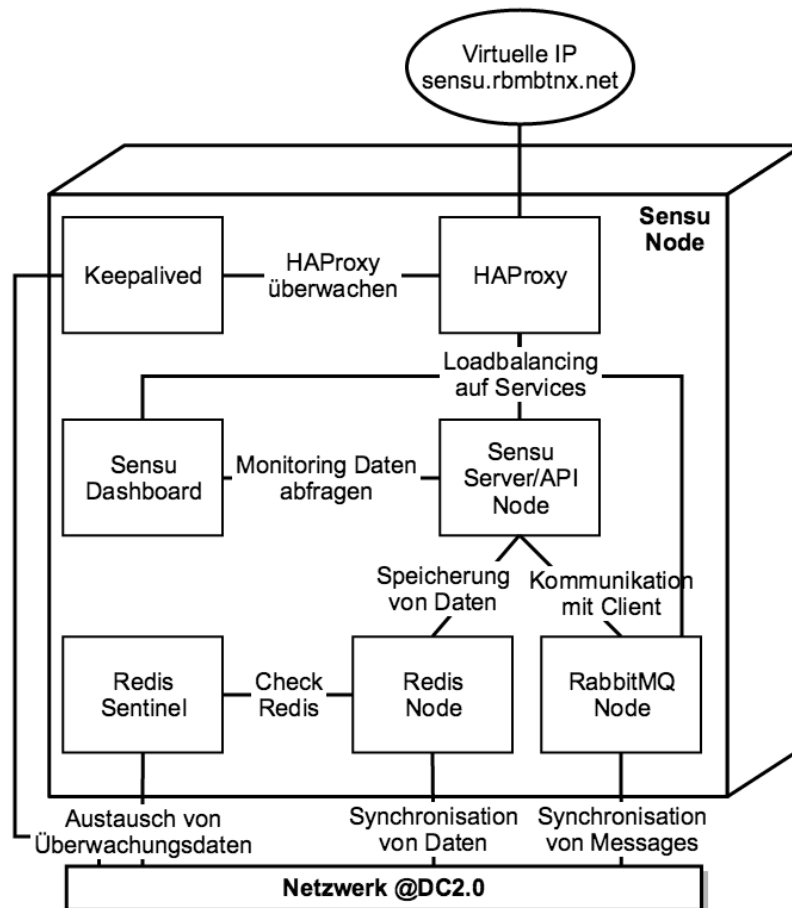 Virtuelle IP
sensu.rbmbtnx.net
Sensu
Node
Keepalived
HAProxy
überwachen
HAProxy
Loadbalancing
auf Services
Sensu
Dashboard
Monitoring Daten
abfragen
Sensu
Server/API
Node
Speicherung
von Daten
Kommunikation
mit Client
Redis
Sentinel
Check
Redis
Redis
Node
RabbitMQ
Node
Austausch von
Überwachungsdaten
Synchronisation
von Daten
Synchronisation
von Messages
Netzwerk @DC2.0